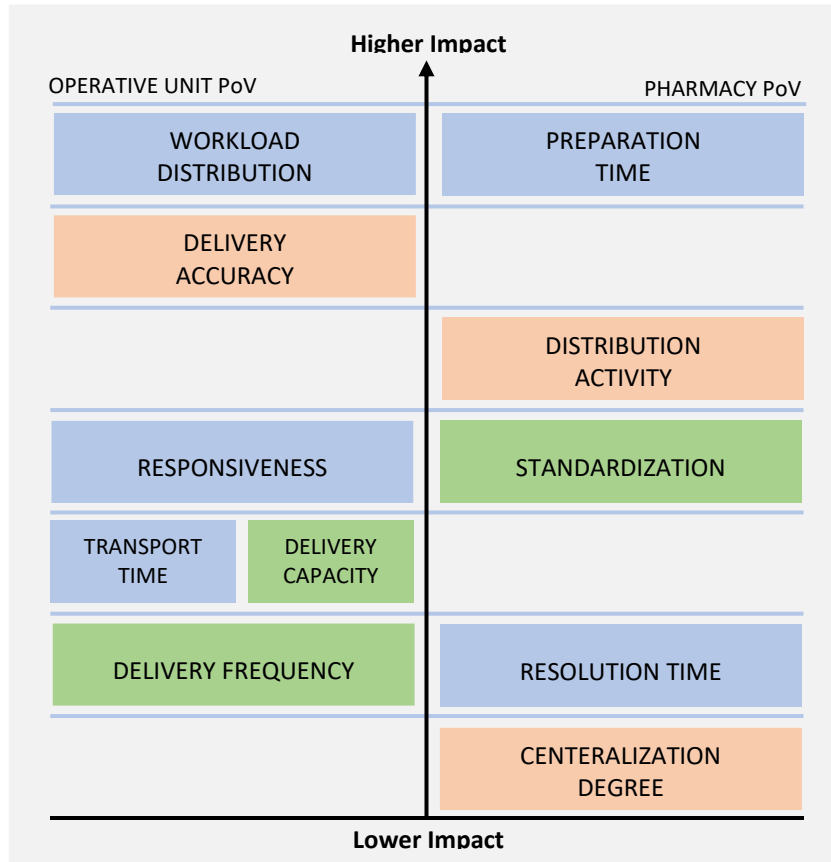 Higher Impact
OPERATIVE UNIT PoV
PHARMACY PoV
WORKLOAD
DISTRIBUTION
PREPARATION
TIME
DELIVERY
ACCURACY
DISTRIBUTION
ACTIVITY
RESPONSIVENESS
STANDARDIZATION
TRANSPORT
TIME
DELIVERY
CAPACITY
DELIVERY FREQUENCY
RESOLUTION TIME
CENTERALIZATION
DEGREE
Lower Impact